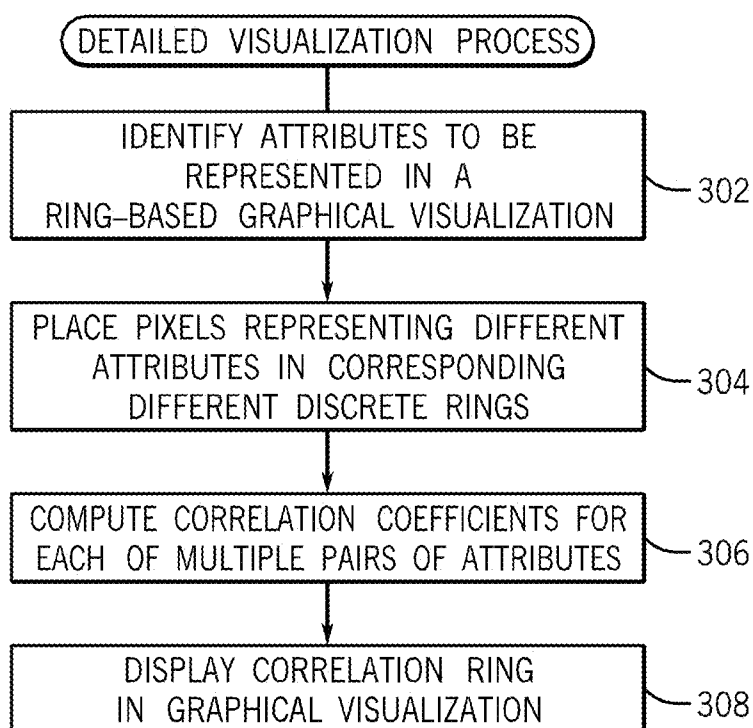 DETAILED VISUALIZATION PROCESS
IDENTIFY ATTRIBUTES TO BE
REPRESENTED IN A
RING-BASED GRAPHICAL VISUALIZATION
302
PLACE PIXELS REPRESENTING DIFFERENT
ATTRIBUTES IN CORRESPONDING
DIFFERENT DISCRETE RINGS
304
COMPUTE CORRELATION COEFFICIENTS FOR
EACH OF MULTIPLE PAIRS OF ATTRIBUTES
306
DISPLAY CORRELATION RING
IN GRAPHICAL VISUALIZATION
308